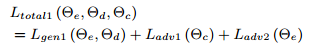 L_{total1} (Θ_e, Θ_d, Θ_c)
= L_{gen1} (Θ_e, Θ_d) + L_{adv1} (Θ_c) + L_{adv2} (Θ_e)